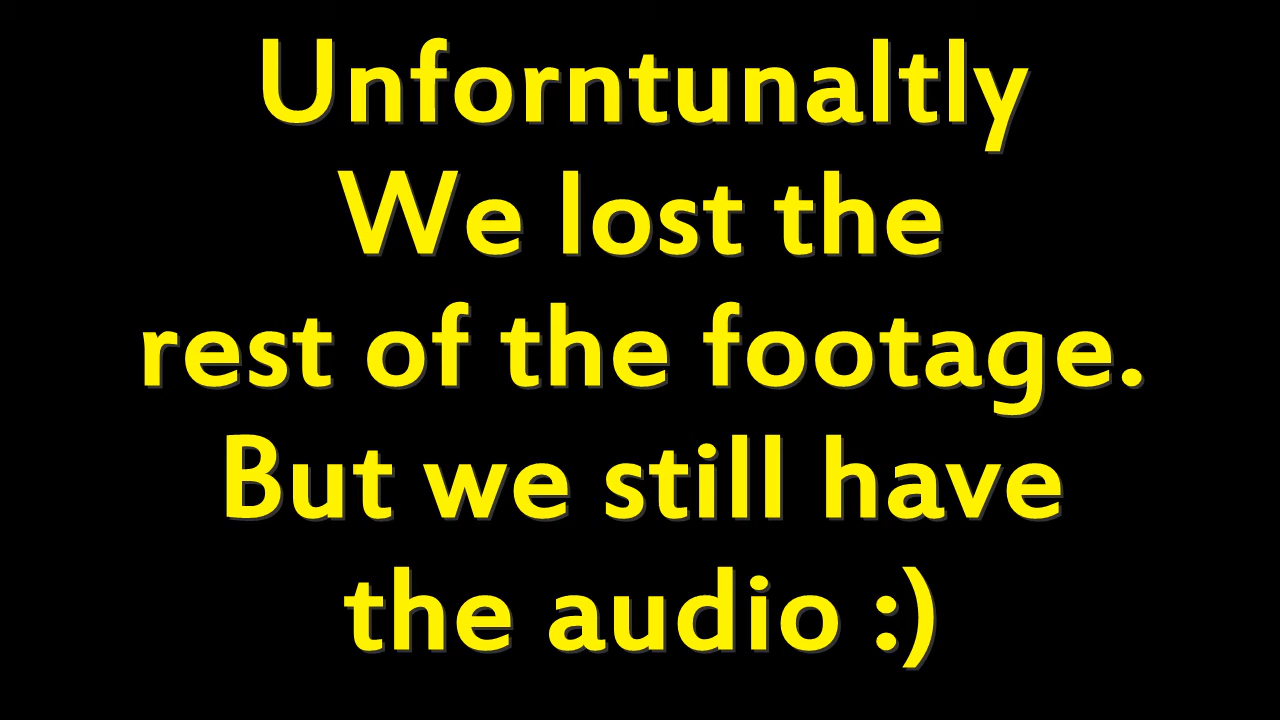 Unforntunaltly
We lost the
rest of the footage.
But we still have
the audio :)